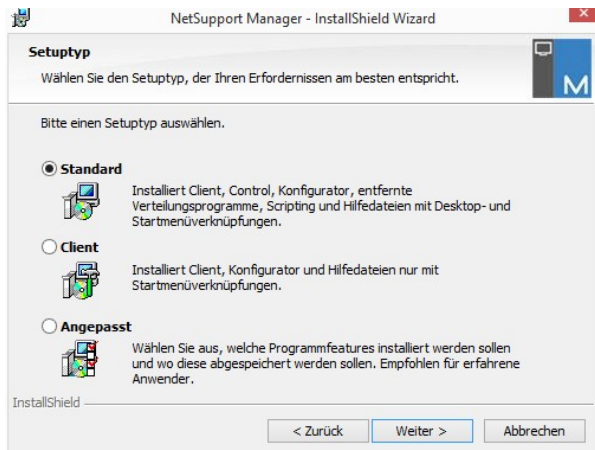 NetSupport Manager - InstallShield Wizard
Setuptyp
Wählen Sie den Setuptyp, der Ihren Erfordernissen am besten entspricht.
M
Bitte einen Setuptyp auswählen.
Standard
Installiert Client, Control, Konfigurator, entfernte
Verteilungsprogramme, Scripting und Hilfedateien mit Desktop- und
Startmenüverknüpfungen.
Client
Installiert Client, Konfigurator und Hilfedateien nur mit
Startmenüverknüpfungen.
Angepasst
Wählen Sie aus, welche Programmfeatures installiert werden sollen
und wo diese abgespeichert werden sollen. Empfohlen für erfahrene
Anwender.
InstallShield
< Zurück
Weiter >
Abbrechen